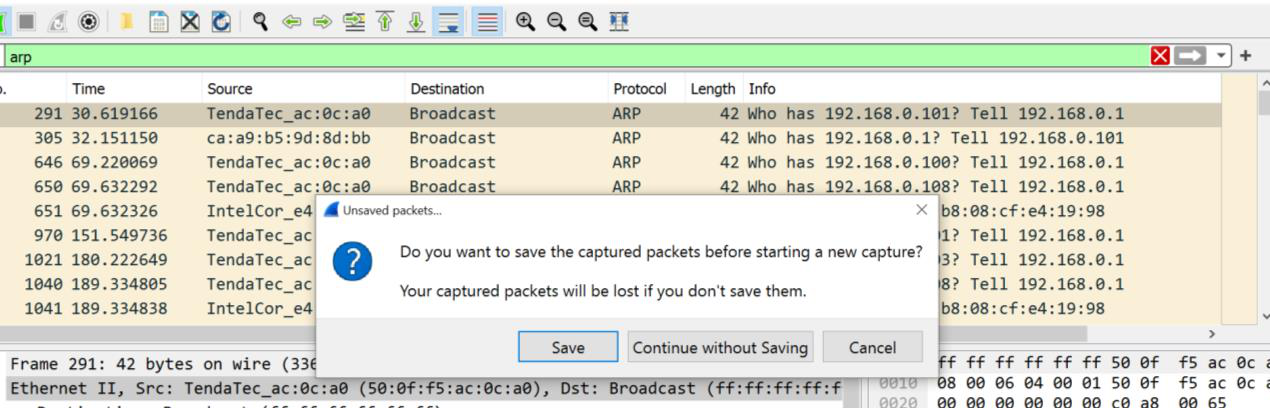 arp
Time Source Destination Protocol Length Info
291 30.619166 TendaTec_ac:0c:a0 Broadcast ARP 42 Who has 192.168.0.101? Tell 192.168.0.1
305 32.151150 ca:a9:b5:9d:8d:bb Broadcast ARP 42 Who has 192.168.0.1? Tell 192.168.0.101
646 69.220069 TendaTec_ac:0c:a0 Broadcast ARP 42 Who has 192.168.0.100? Tell 192.168.0.1
650 69.632292 TendaTec_ac:0c:a0 Broadcast ARP 42 Who has 192.168.0.108? Tell 192.168.0.1
651 69.632326 IntelCor_e4 b8:08:cf:e4:19:98
970 151.549736 TendaTec_ac 1? Tell 192.168.0.1
1021 180.222649 TendaTec_ac 3? Tell 192.168.0.1
1040 189.334805 TendaTec_ac 8? Tell 192.168.0.1
1041 189.334838 IntelCor_e4 b8:08:cf:e4:19:98
Unsaved packets...
Do you want to save the captured packets before starting a new capture?
Your captured packets will be lost if you don't save them.
Save Continue without Saving Cancel
Frame 291: 42 bytes on wire (336
Ethernet II, Src: TendaTec_ac:0c:a0 (50:0f:f5:ac:0c:a0), Dst: Broadcast (ff:ff:ff:ff:f
ff ff ff ff ff ff 50 0f f5 ac 0c
0010 08 00 06 04 00 01 50 0f f5 ac 0c
0020 00 00 00 00 00 00 c0 a8 00 65